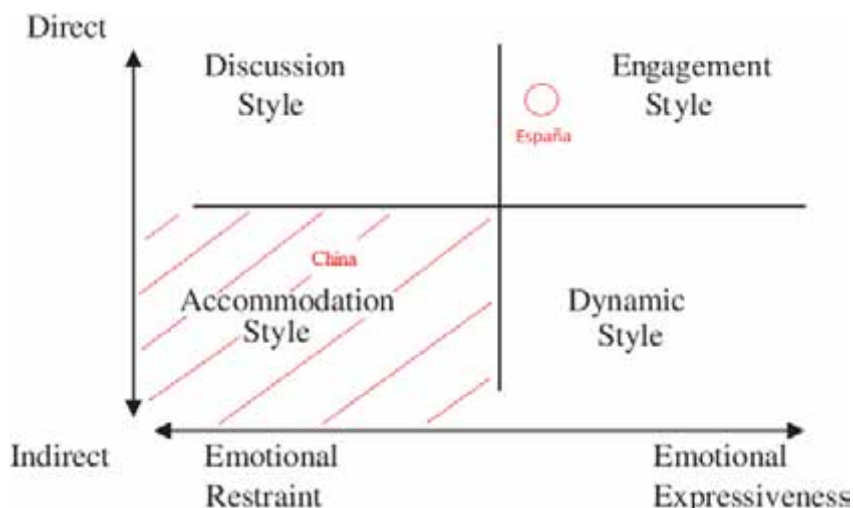 Direct
Discussion
Style
Engagement
Style
España
China
Accommodation
Style
Dynamic
Style
Indirect
Emotional
Restraint
Emotional
Expressiveness